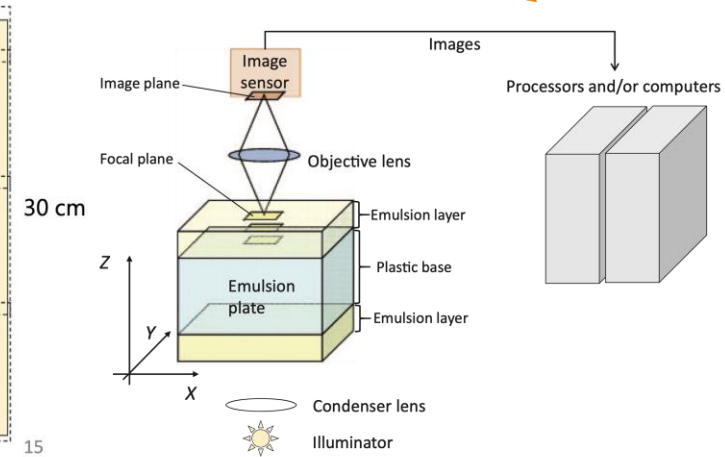 Image
sensor
Images
Image plane
Processors and/or computers
Focal plane
Objective lens
30 cm
Emulsion layer
Z
Plastic base
Emulsion
plate
Y
Emulsion layer
X
Condenser lens
Illuminator
15